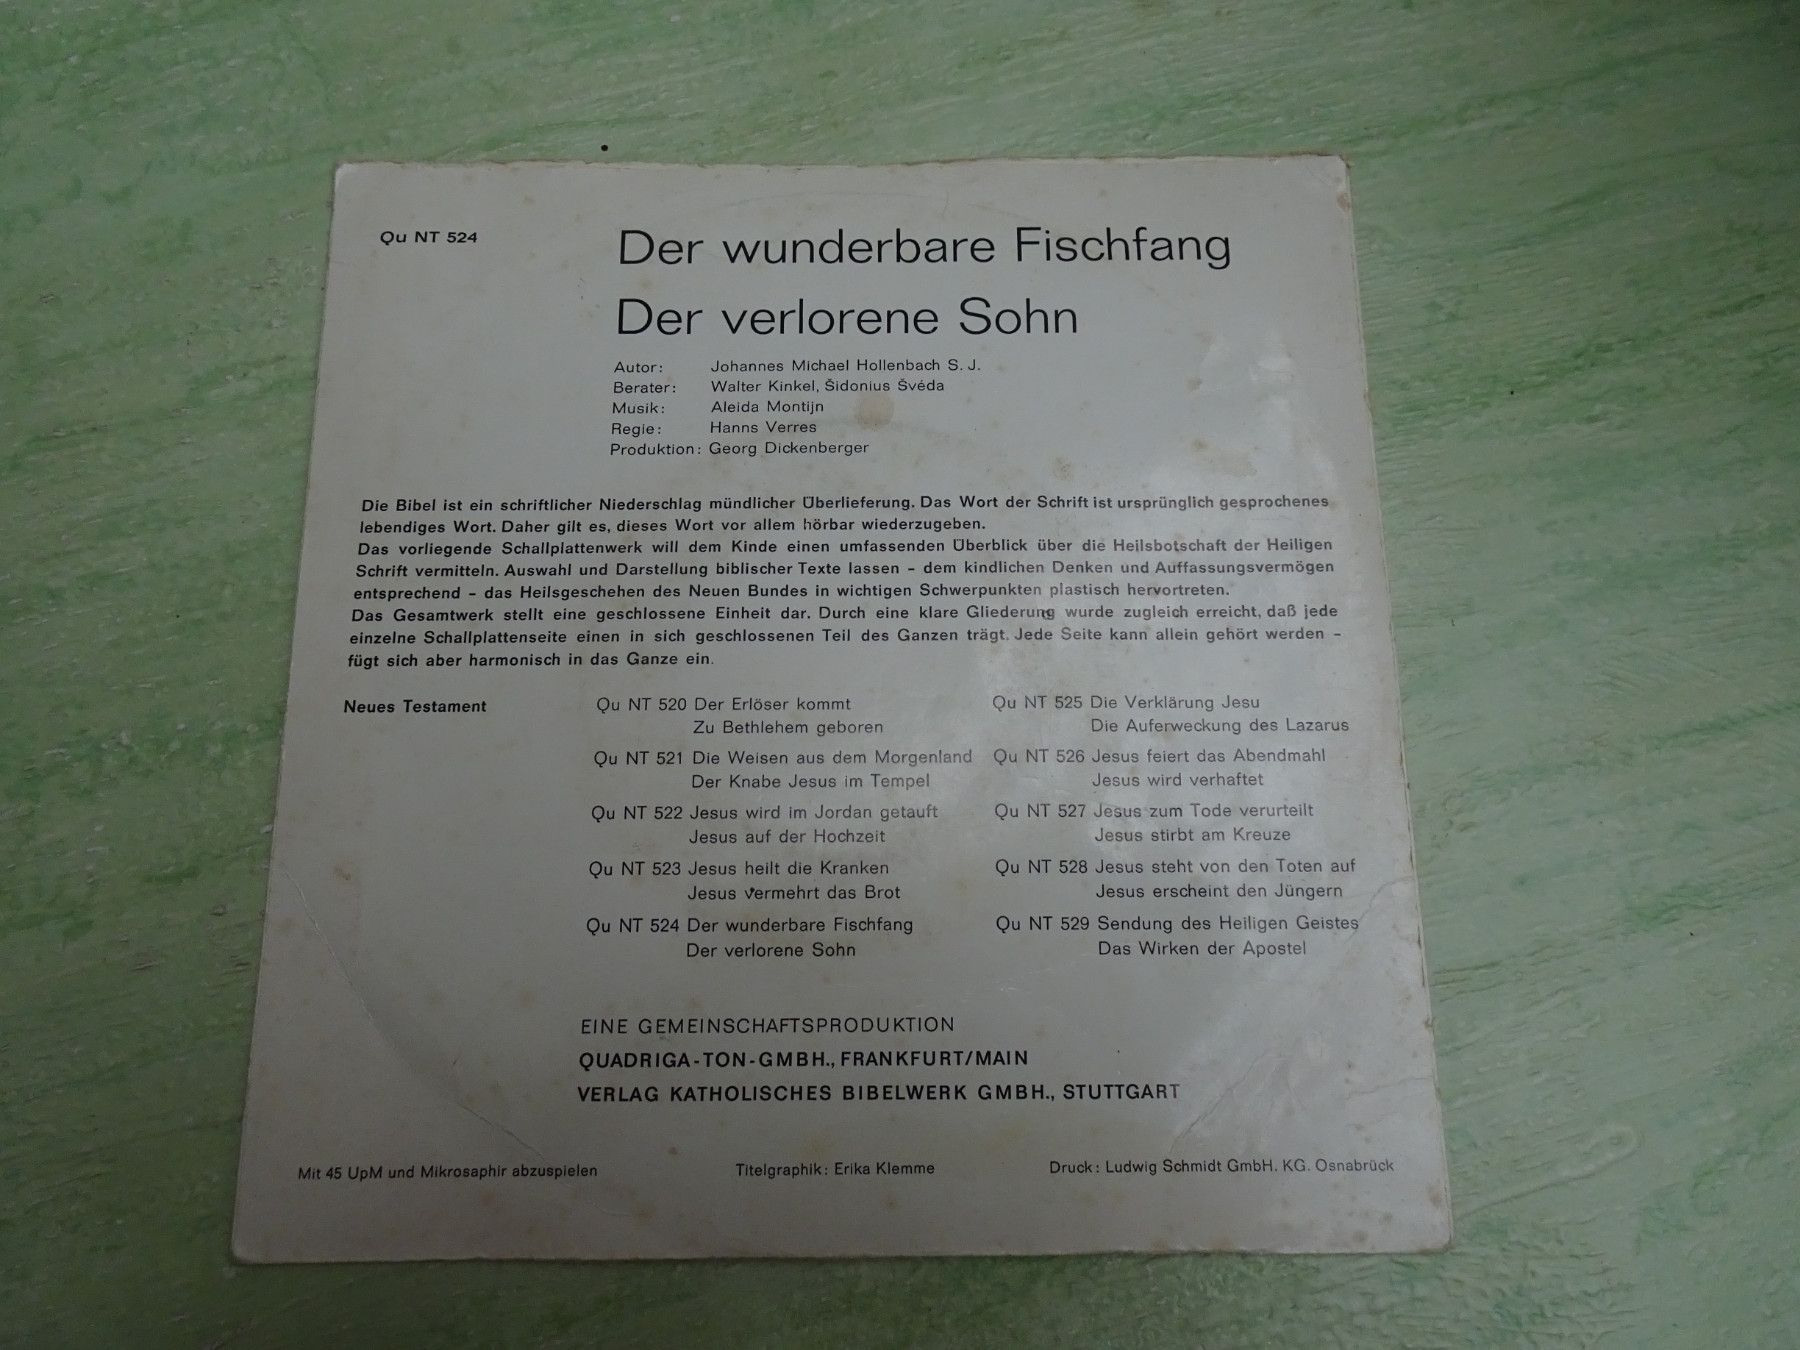 Qu NT 524
Der wunderbare Fischfang
Der verlorene Sohn
Autor: Johannes Michael Hollenbach S. J.
Berater: Walter Kinkel, Šidonius Švéda
Musik: Aleida Montijn
Regie: Hanns Verres
Produktion: Georg Dickenberger
Die Bibel ist ein schriftlicher Niederschlag mündlicher Überlieferung. Das Wort der Schrift ist ursprünglich gesprochenes
lebendiges Wort. Daher gilt es, dieses Wort vor allem hörbar wiederzugeben.
Das vorliegende Schallplattenwerk will dem Kinde einen umfassenden Überblick über die Heilsbotschaft der Heiligen
Schrift vermitteln. Auswahl und Darstellung biblischer Texte lassen – dem kindlichen Denken und Auffassungsvermögen
entsprechend – das Heilsgeschehen des Neuen Bundes in wichtigen Schwerpunkten plastisch hervortreten.
Das Gesamtwerk stellt eine geschlossene Einheit dar. Durch eine klare Gliederung wurde zugleich erreicht, daß jede
einzelne Schallplattenseite einen in sich geschlossenen Teil des Ganzen trägt. Jede Seite kann allein gehört werden –
fügt sich aber harmonisch in das Ganze ein.
Neues Testament
Qu NT 520 Der Erlöser kommt
Zu Bethlehem geboren
Qu NT 521 Die Weisen aus dem Morgenland
Der Knabe Jesus im Tempel
Qu NT 522 Jesus wird im Jordan getauft
Jesus auf der Hochzeit
Qu NT 523 Jesus heilt die Kranken
Jesus vermehrt das Brot
Qu NT 524 Der wunderbare Fischfang
Der verlorene Sohn
Qu NT 525 Die Verklärung Jesu
Die Auferweckung des Lazarus
Qu NT 526 Jesus feiert das Abendmahl
Jesus wird verhaftet
Qu NT 527 Jesus zum Tode verurteilt
Jesus stirbt am Kreuze
Qu NT 528 Jesus steht von den Toten auf
Jesus erscheint den Jüngern
Qu NT 529 Sendung des Heiligen Geistes
Das Wirken der Apostel
EINE GEMEINSCHAFTSPRODUKTION
QUADRIGA-TON-GMBH., FRANKFURT/MAIN
VERLAG KATHOLISCHES BIBELWERK GMBH., STUTTGART
Mit 45 UpM und Mikrosaphir abzuspielen
Titelgraphik: Erika Klemme
Druck: Ludwig Schmidt GmbH. KG. Osnabrück